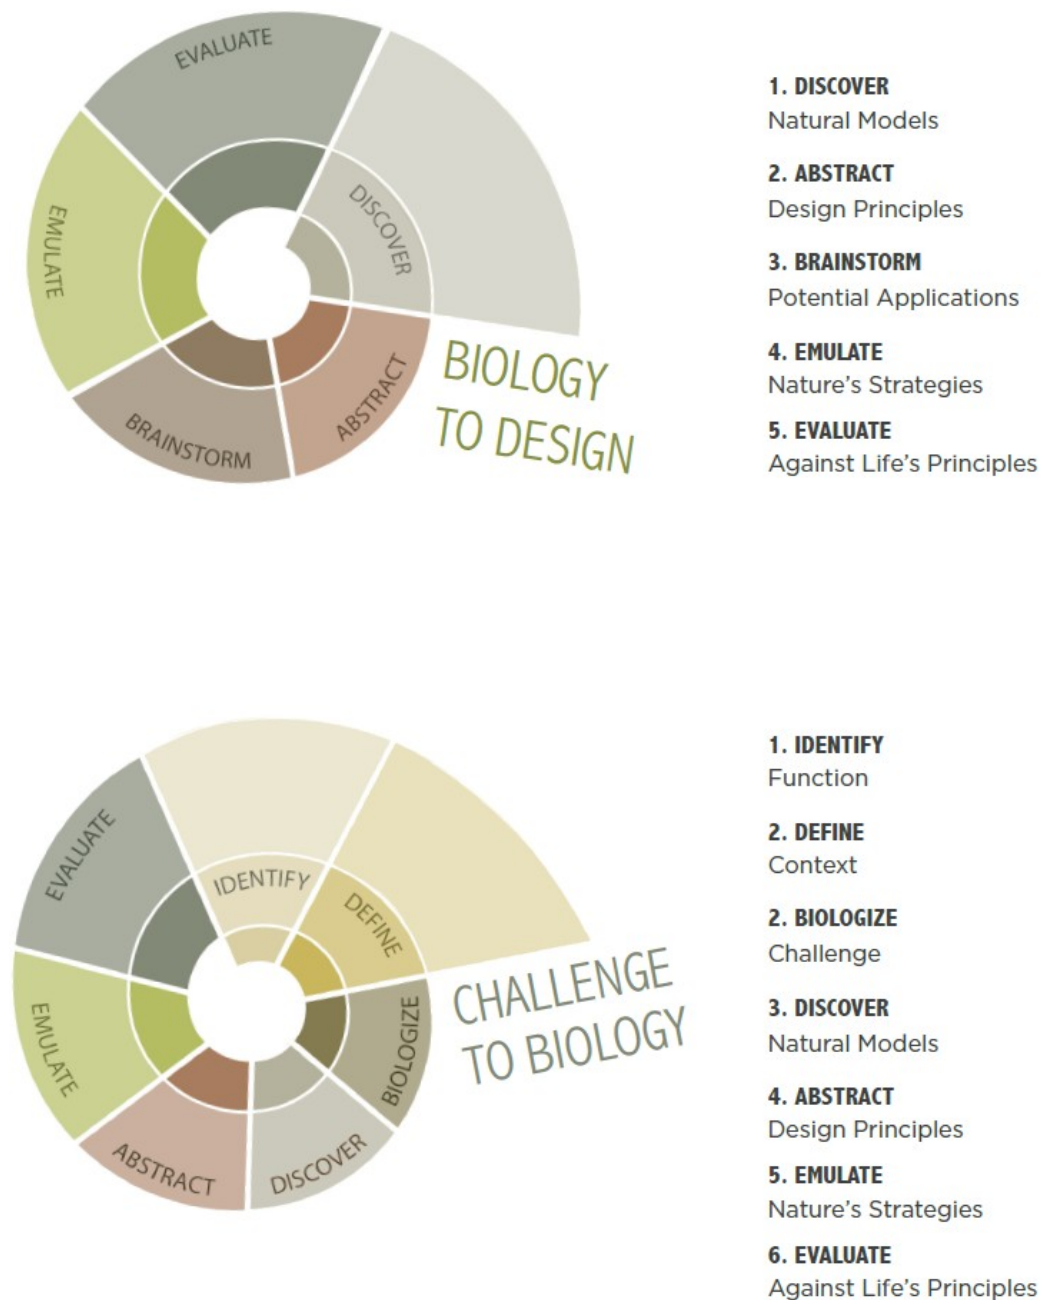 EVALUATE
DISCOVER
EMULATE
BRAINSTORM
ABSTRACT
BIOLOGY
TO DESIGN
1. DISCOVER
Natural Models
2. ABSTRACT
Design Principles
3. BRAINSTORM
Potential Applications
4. EMULATE
Nature's Strategies
5. EVALUATE
Against Life's Principles
IDENTIFY
DEFINE
BIOLOGIZE
DISCOVER
ABSTRACT
EMULATE
EVALUATE
CHALLENGE
TO BIOLOGY
1. IDENTIFY
Function
2. DEFINE
Context
2. BIOLOGIZE
Challenge
3. DISCOVER
Natural Models
4. ABSTRACT
Design Principles
5. EMULATE
Nature's Strategies
6. EVALUATE
Against Life's Principles